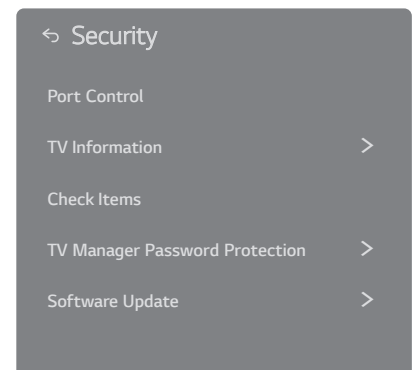 Security
Port Control
TV Information
Check Items
TV Manager Password Protection
Software Update